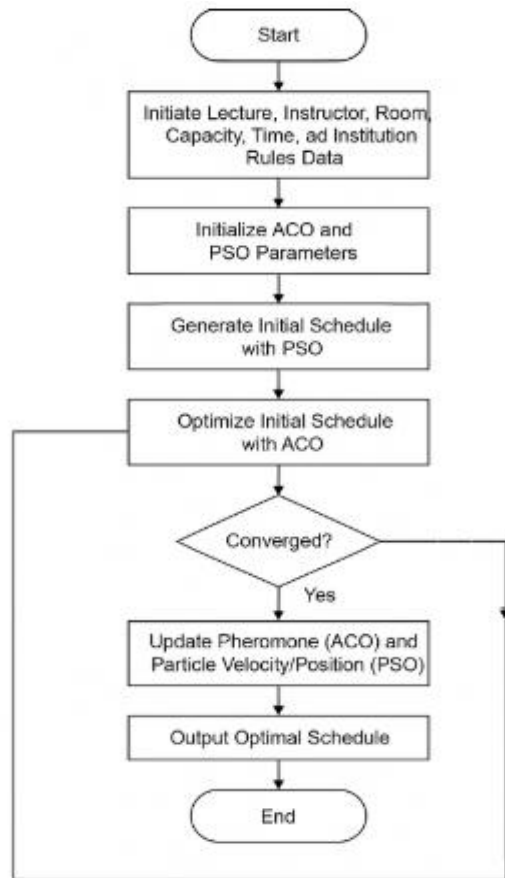 Start
Initiate Lecture, Instructor, Room,
Capacity, Time, ad Institution
Rules Data
Initialize ACO and
PSO Parameters
Generate Initial Schedule
with PSO
Optimize Initial Schedule
with ACO
Converged?
Yes
Update Pheromone (ACO) and
Particle Velocity/Position (PSO)
Output Optimal Schedule
End